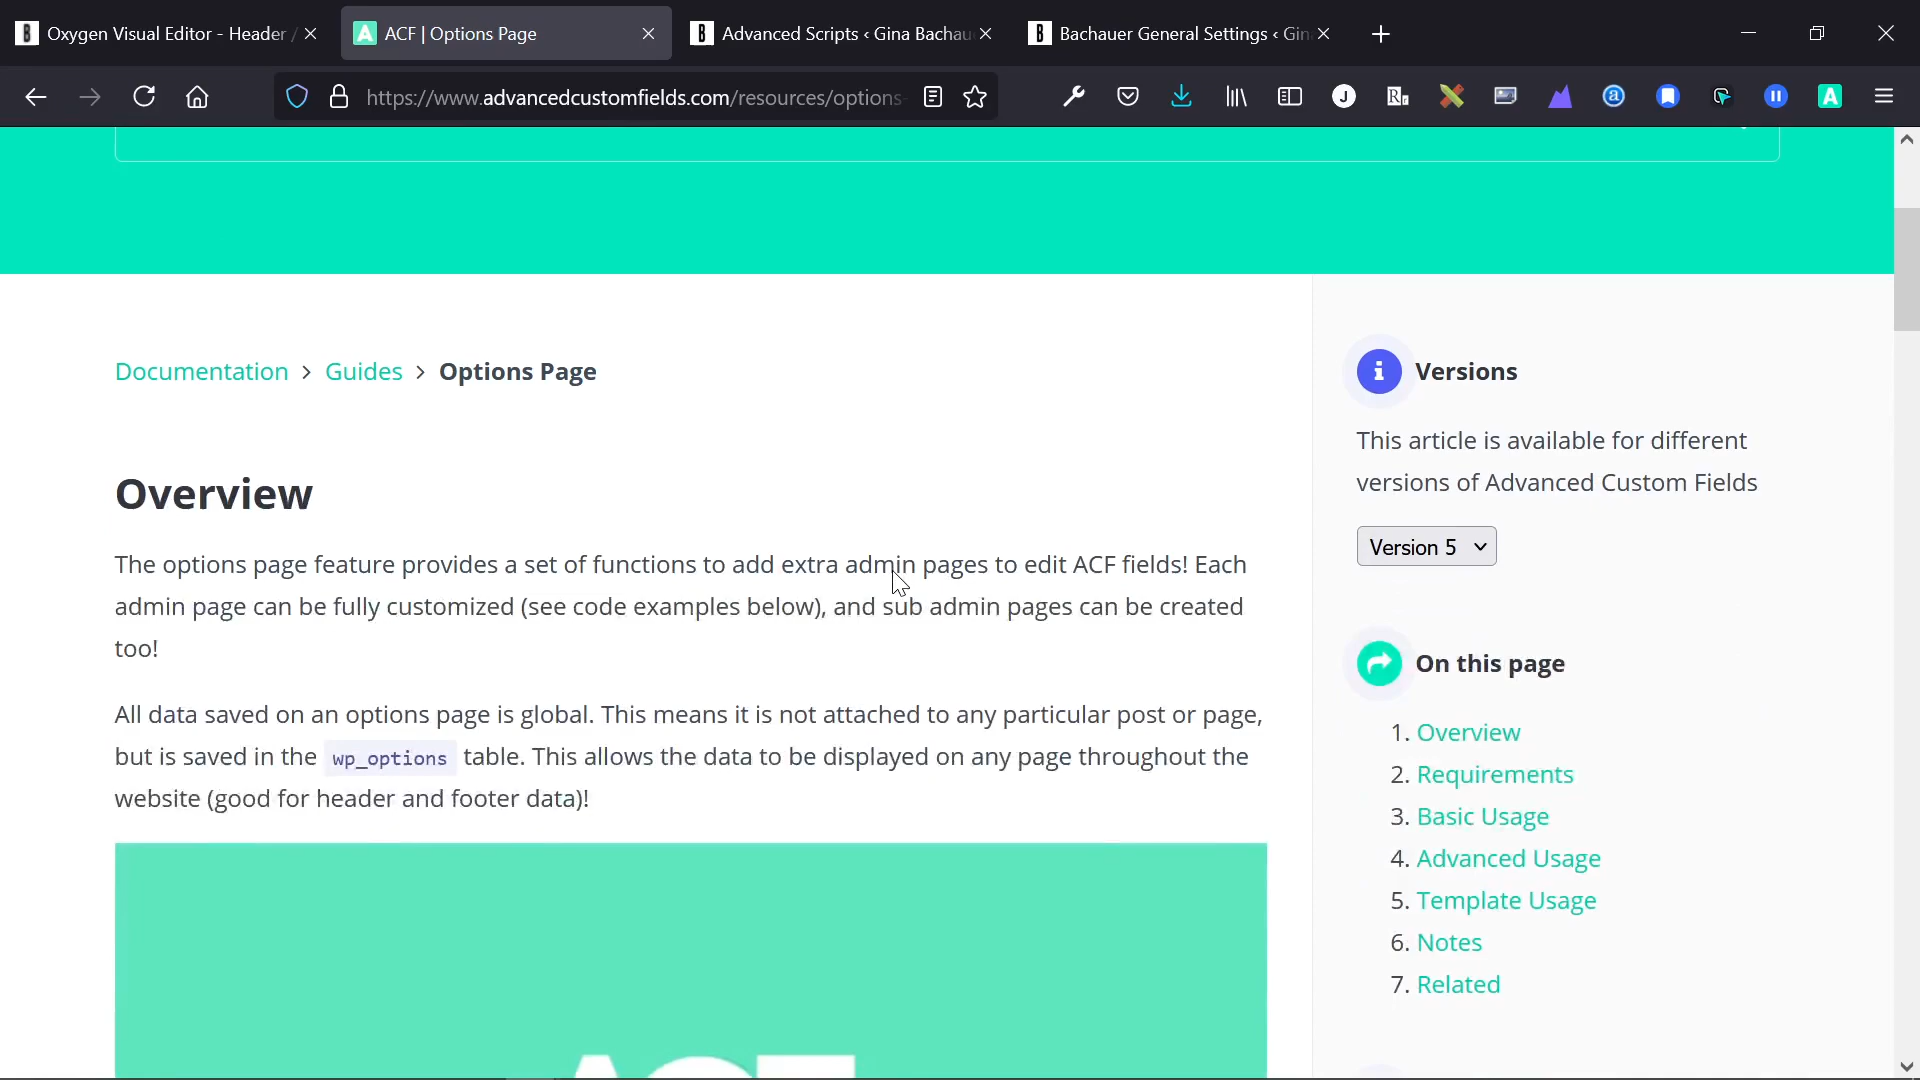 Oxygen Visual Editor - Header /
ACF | Options Page
Advanced Scripts ‹ Gina Bachau
Bachauer General Settings ‹ Gin
https://www.advancedcustomfields.com/resources/options-
Documentation > Guides > Options Page
Overview
The options page feature provides a set of functions to add extra admin pages to edit ACF fields! Each
admin page can be fully customized (see code examples below), and sub admin pages can be created
too!
All data saved on an options page is global. This means it is not attached to any particular post or page,
but is saved in the wp_options table. This allows the data to be displayed on any page throughout the
website (good for header and footer data)!
ACF
Versions
This article is available for different
versions of Advanced Custom Fields
Version 5
On this page
1. Overview
2. Requirements
3. Basic Usage
4. Advanced Usage
5. Template Usage
6. Notes
7. Related